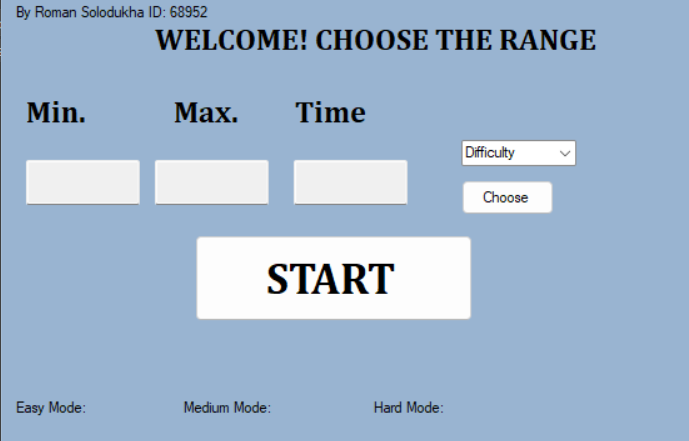 By Roman Solodukha ID: 68952
WELCOME! CHOOSE THE RANGE
Min. Max. Time
Difficulty
Choose
START
Easy Mode: Medium Mode: Hard Mode: